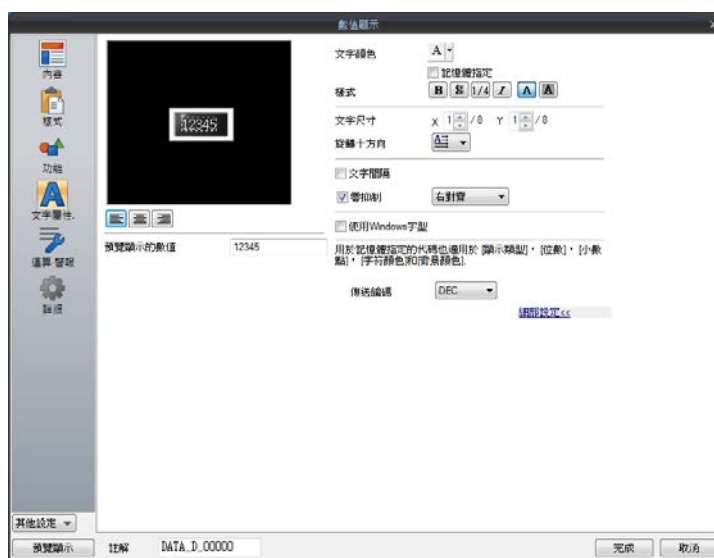 數值顯示
內容
樣式
功能
文字屬性.
運算·警報
詳細
其他設定
預覽顯示
12345
預覽顯示的數值 12345
文字顏色 A
記憶體指定
樣式 B S 1/4 I A A
文字尺寸 X 1 /8 Y 1 /8
旋轉＋方向 A
文字間隔
零抑制 右對齊
使用Windows字型
用於記憶體指定的代碼也適用於 [顯示類型]， [位數]， [小數點]， [字符顏色]和[背景顏色].
傳送編碼 DEC
細部設定<<
註解 DATA_D_00000
完成 取消